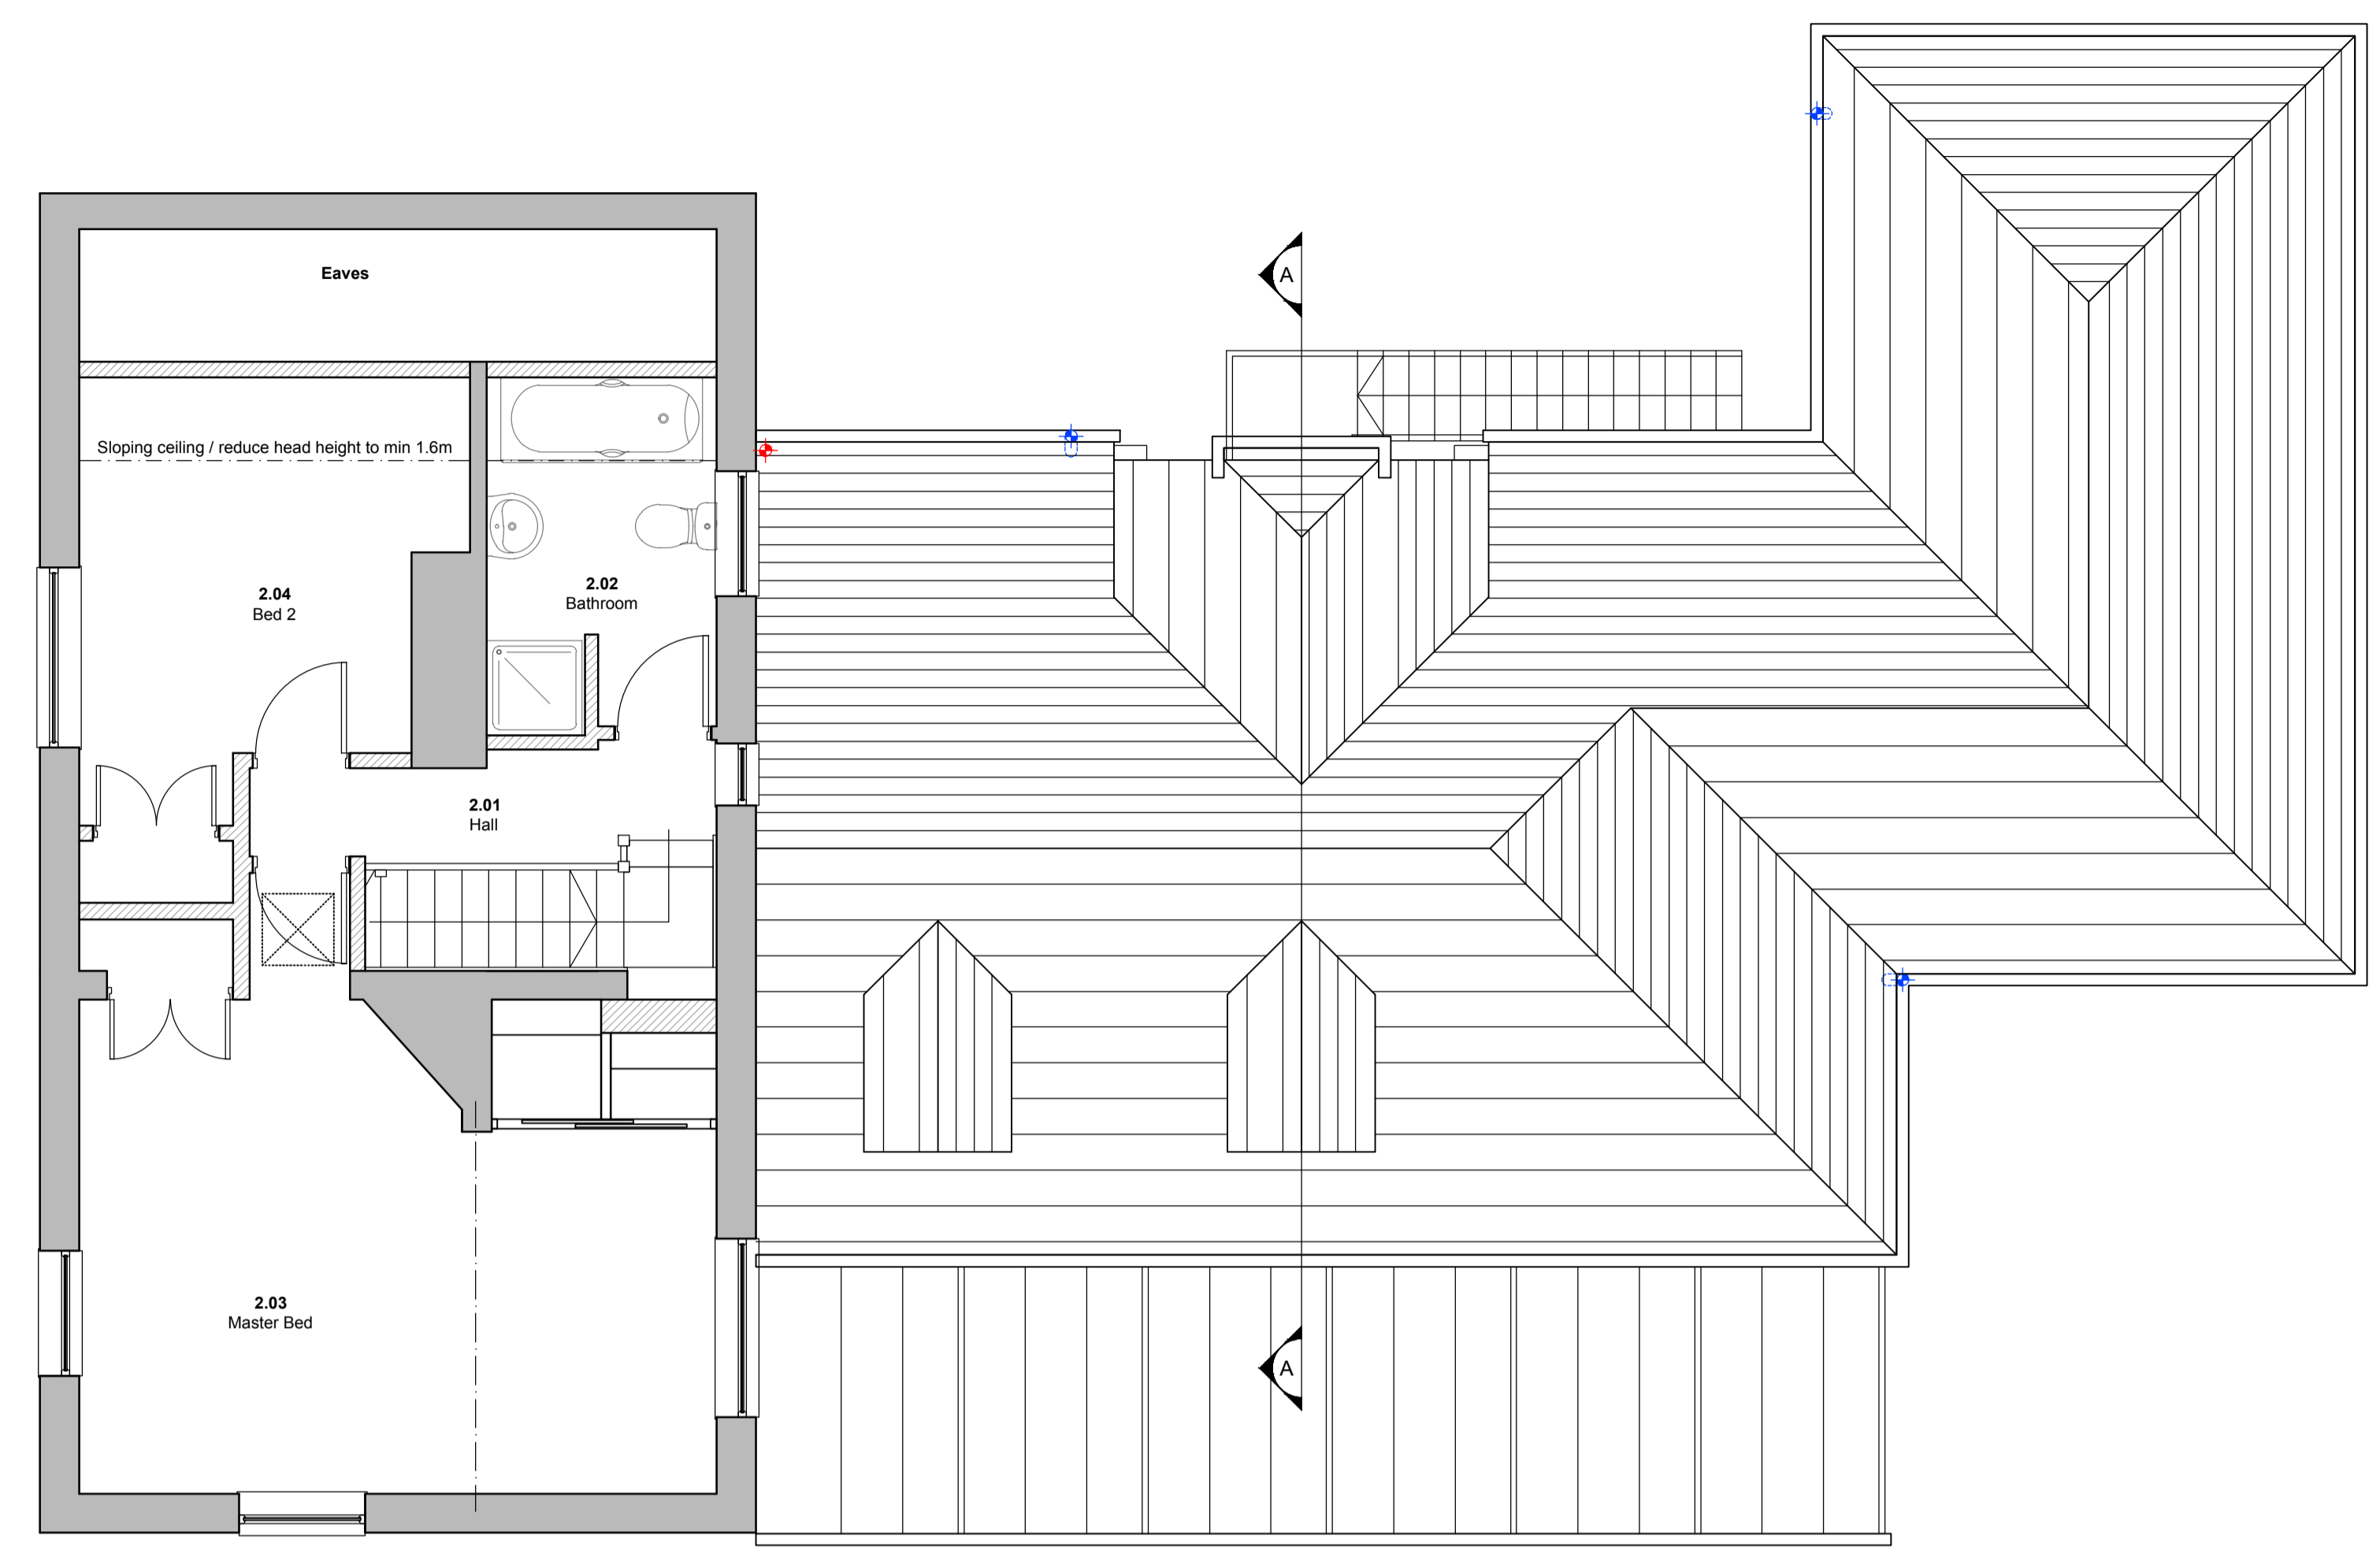 Eaves
A
Sloping ceiling / reduce head height to min 1.6m
2.04
Bed 2
2.02
Bathroom
2.01
Hall
2.03
Master Bed
A